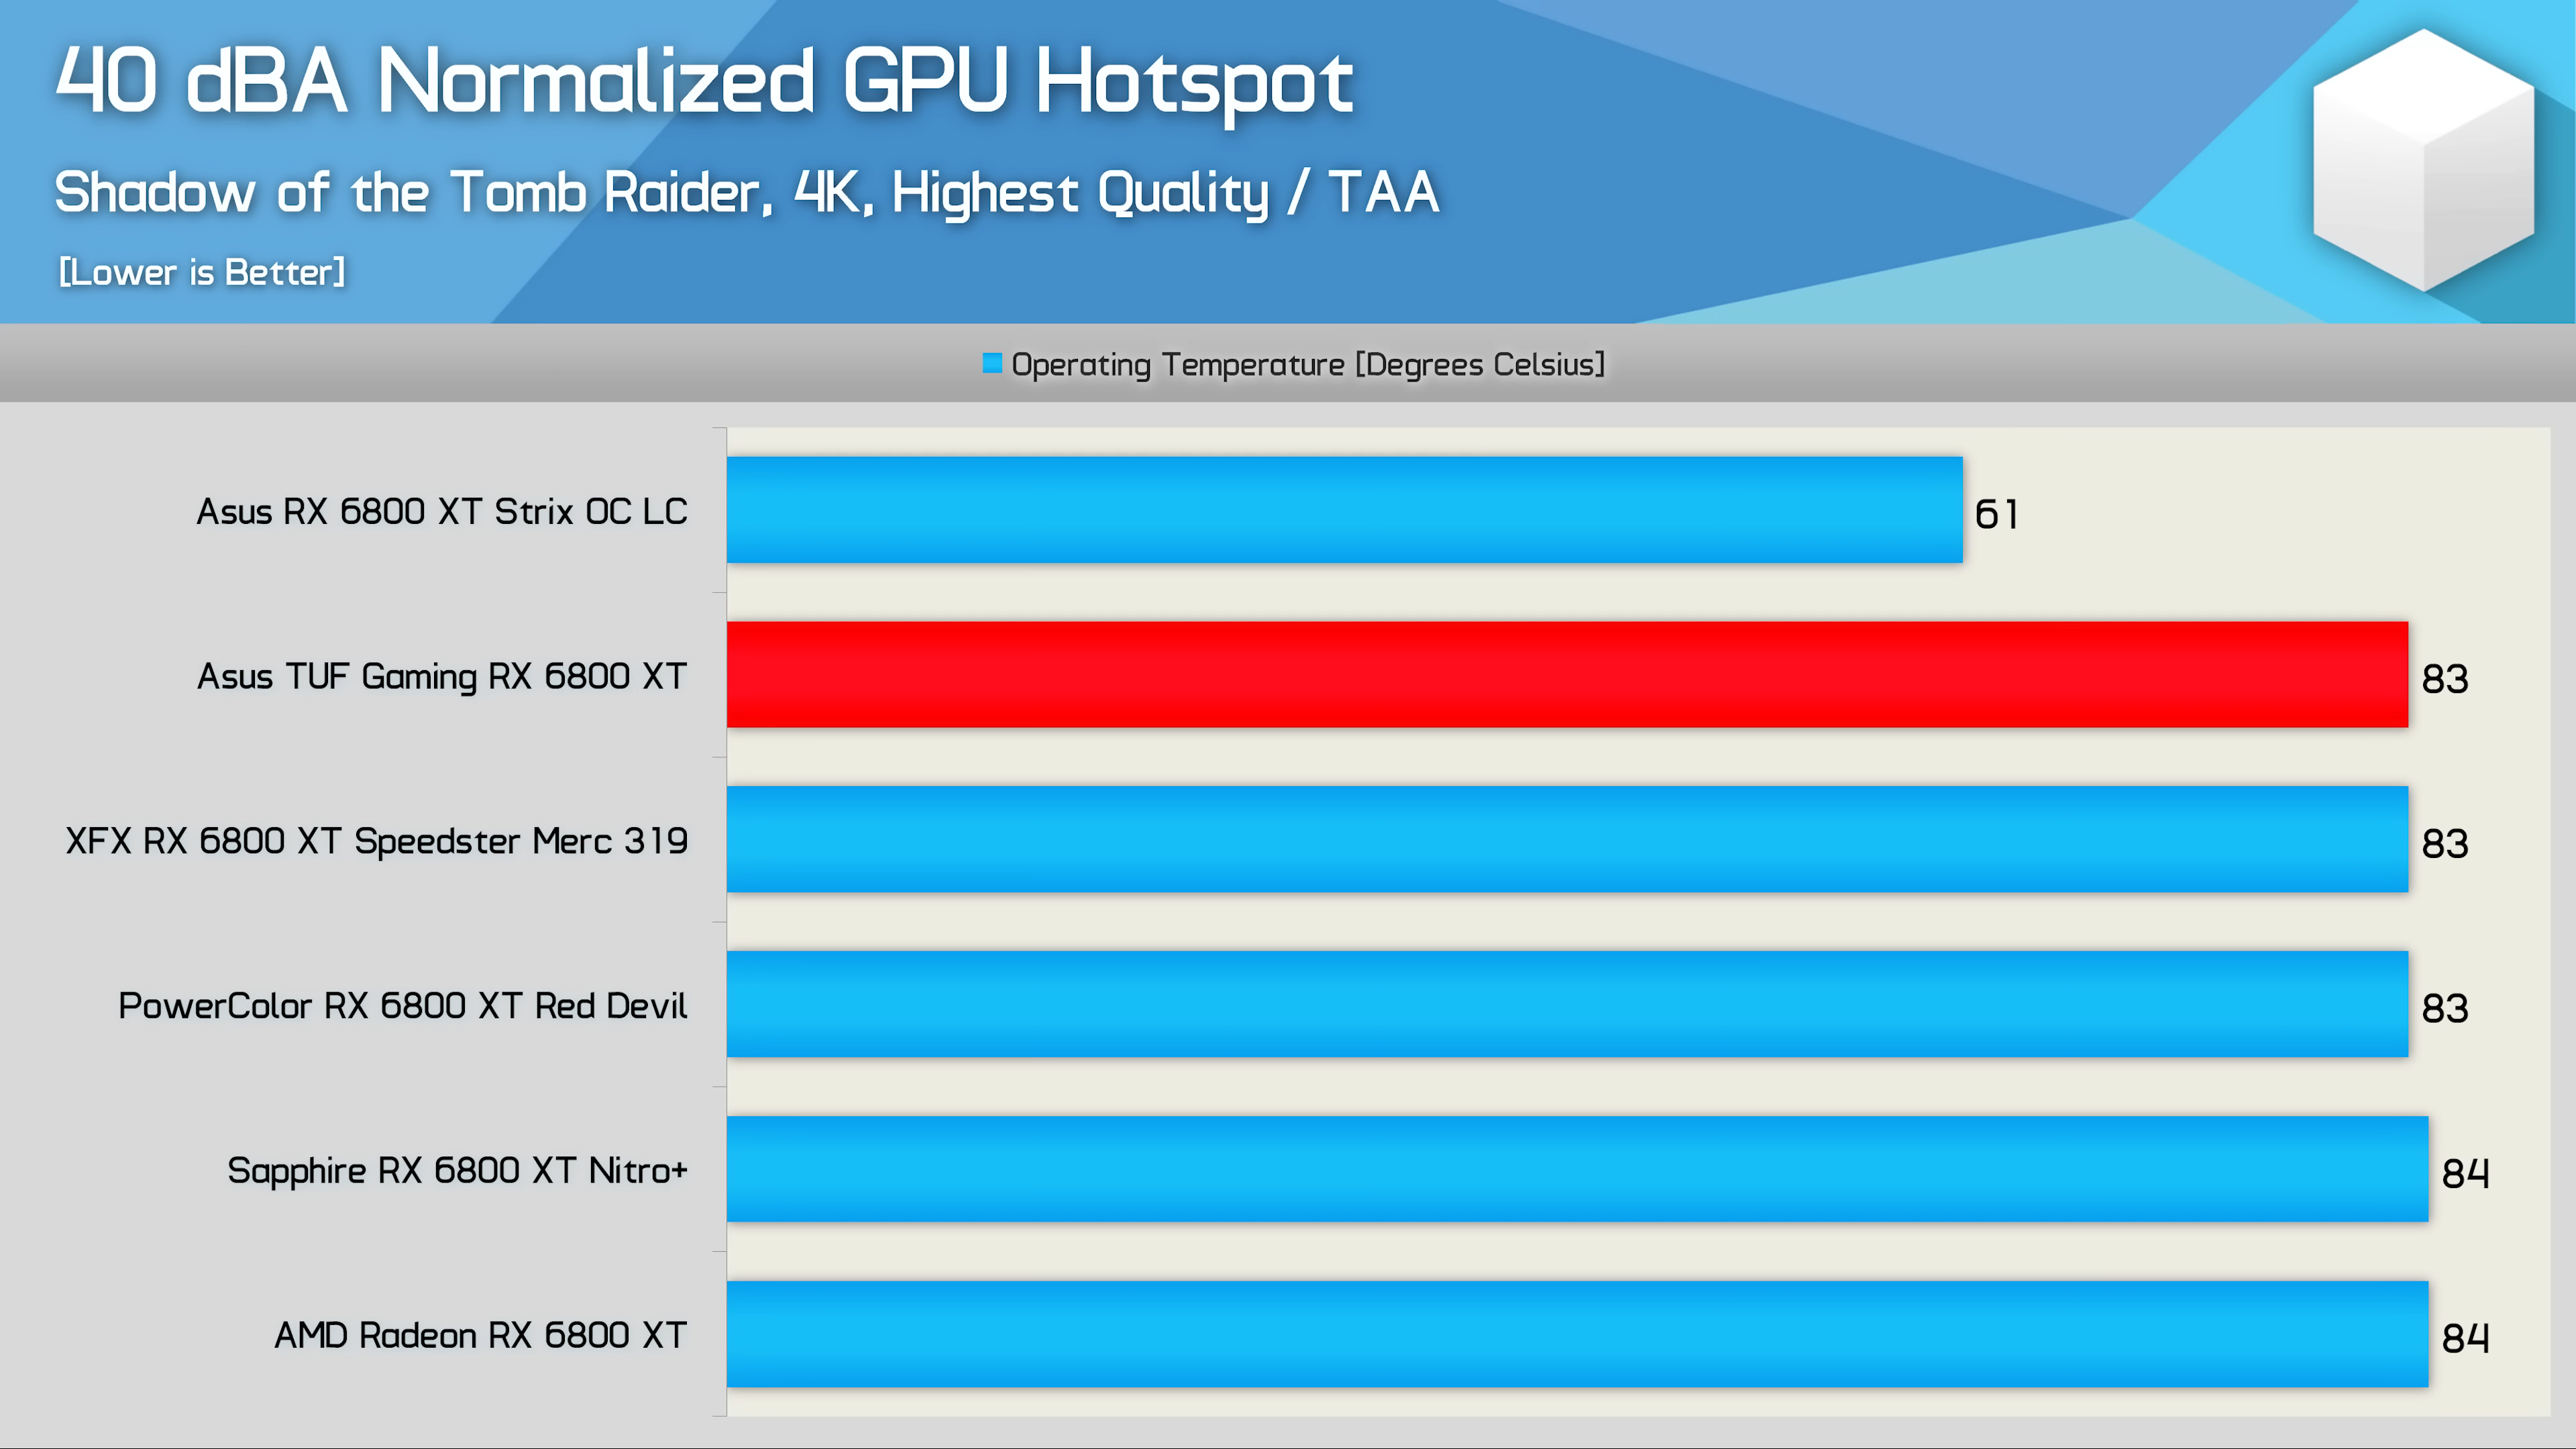 40 dBA Normalized GPU Hotspot
Shadow of the Tomb Raider, 4K, Highest Quality / TAA
[Lower is Better]
Operating Temperature [Degrees Celsius]
Asus RX 6800 XT Strix OC LC 61
Asus TUF Gaming RX 6800 XT 83
XFX RX 6800 XT Speedster Merc 319 83
PowerColor RX 6800 XT Red Devil 83
Sapphire RX 6800 XT Nitro+ 84
AMD Radeon RX 6800 XT 84